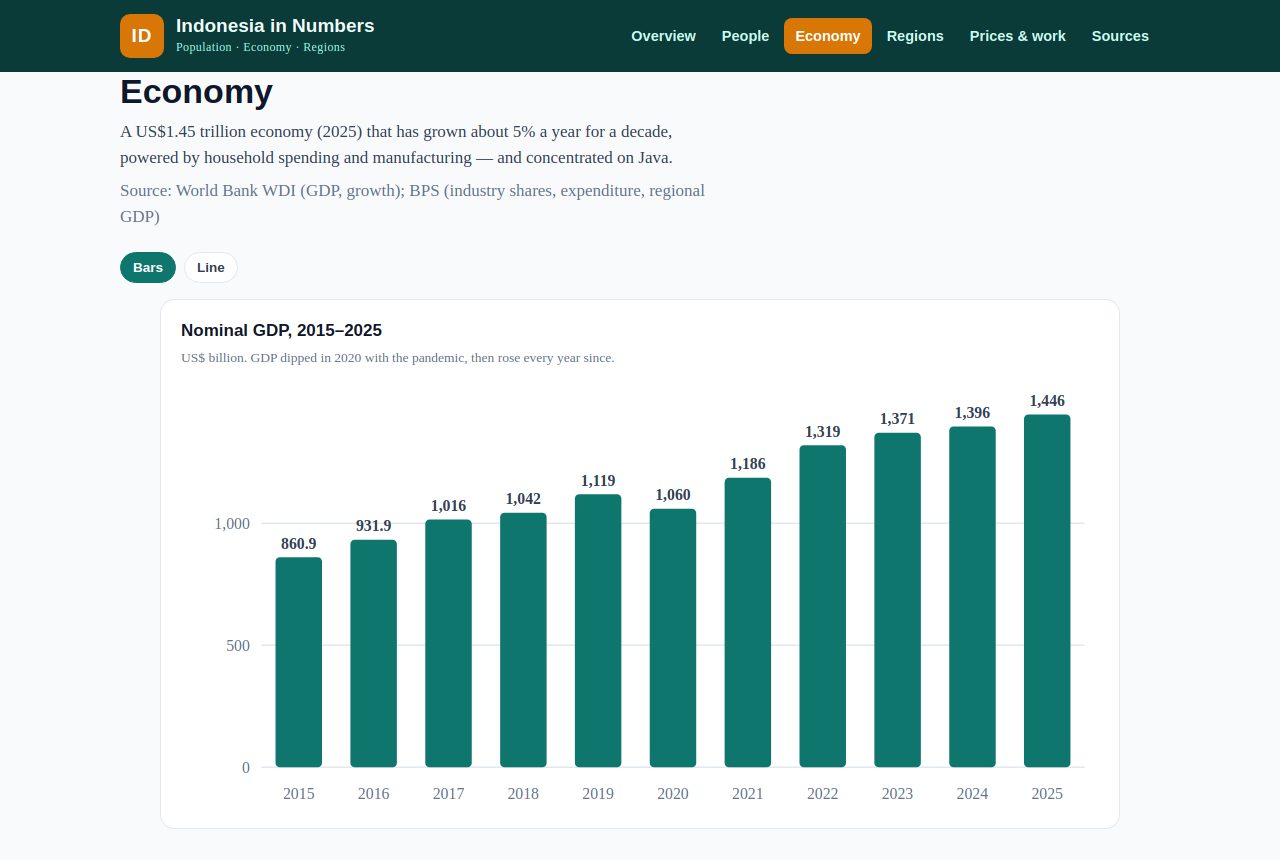 ID
Indonesia in Numbers
Population · Economy · Regions
Overview People Economy Regions Prices & work Sources
Economy
A US$1.45 trillion economy (2025) that has grown about 5% a year for a decade,
powered by household spending and manufacturing — and concentrated on Java.
Source: World Bank WDI (GDP, growth); BPS (industry shares, expenditure, regional
GDP)
Bars Line
Nominal GDP, 2015–2025
US$ billion. GDP dipped in 2020 with the pandemic, then rose every year since.
860.9 931.9 1,016 1,042 1,119 1,060 1,186 1,319 1,371 1,396 1,446
1,000
500
0
2015 2016 2017 2018 2019 2020 2021 2022 2023 2024 2025